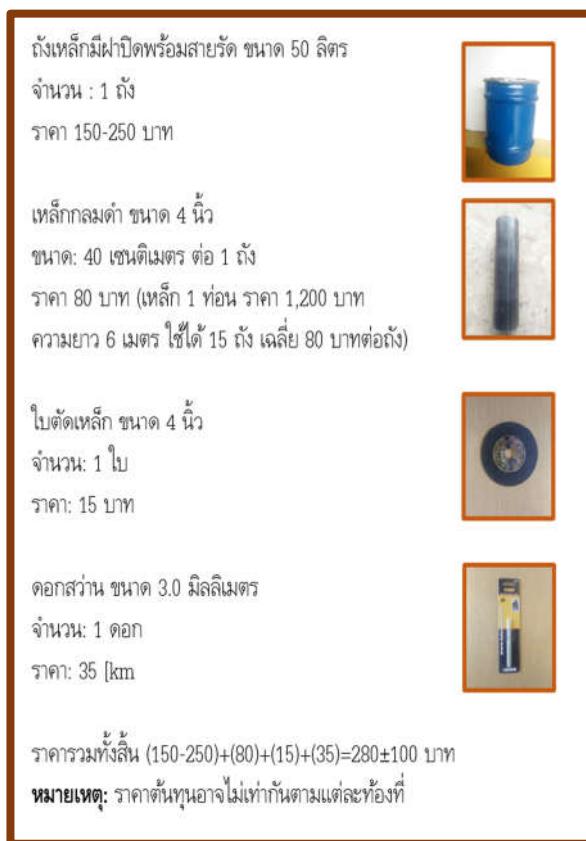 ถังเหล็กมีฝาปิดพร้อมสายรัด ขนาด 50 ลิตร
จำนวน : 1 ถัง
ราคา 150-250 บาท
เหล็กกลมดำ ขนาด 4 นิ้ว
ขนาด: 40 เซนติเมตร ต่อ 1 ถัง
ราคา 80 บาท (เหล็ก 1 ท่อน ราคา 1,200 บาท
ความยาว 6 เมตร ใช้ได้ 15 ถัง เฉลี่ย 80 บาทต่อถัง)
ใบตัดเหล็ก ขนาด 4 นิ้ว
จำนวน: 1 ใบ
ราคา: 15 บาท
ดอกสว่าน ขนาด 3.0 มิลลิเมตร
จำนวน: 1 ดอก
ราคา: 35 [km
ราคารวมทั้งสิ้น (150-250)+(80)+(15)+(35)=280±100 บาท
หมายเหตุ: ราคาต้นทุนอาจไม่เท่ากันตามแต่ละท้องที่